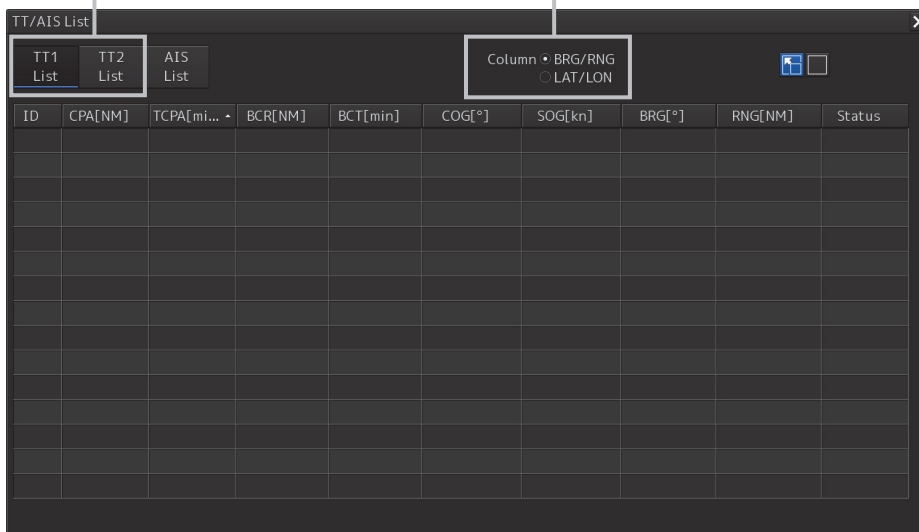 TT/AIS List
TT1 List
TT2 List
AIS List
Column BRG/RNG
LAT/LON
ID CPA[NM] TCPA[mi... BCR[NM] BCT[min] COG[°] SOG[kn] BRG[°] RNG[NM] Status